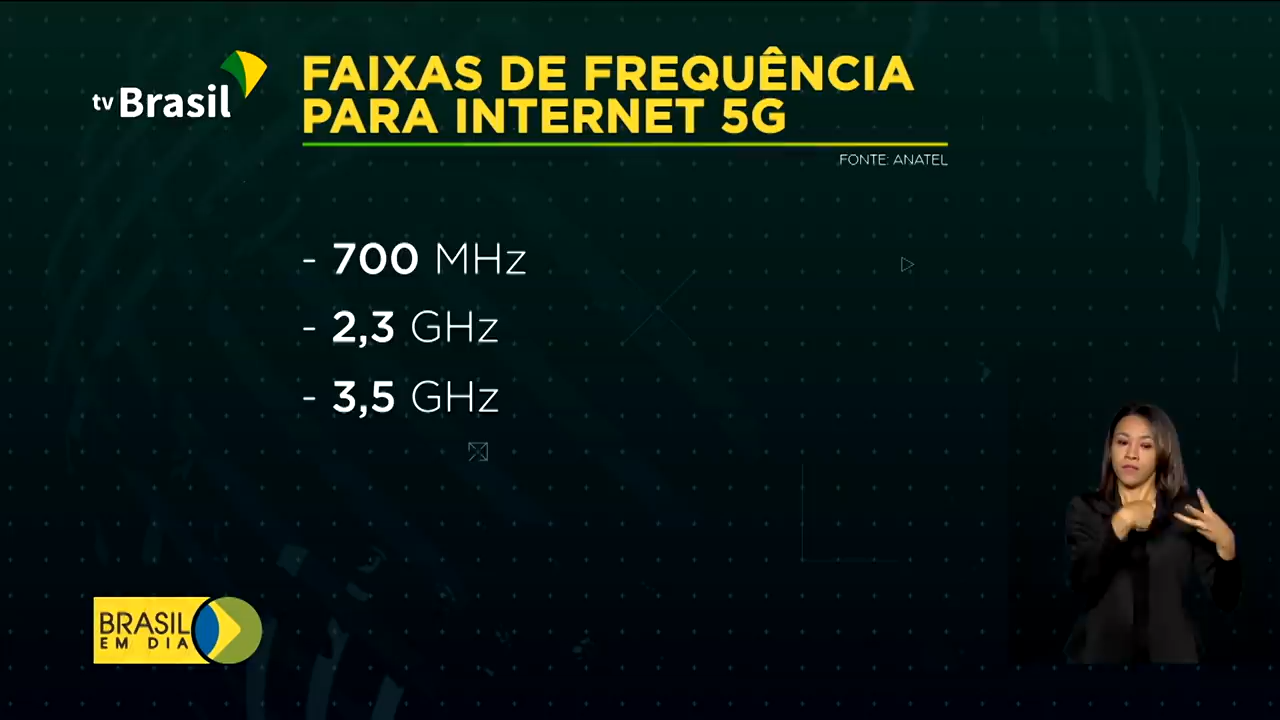 tv Brasil
FAIXAS DE FREQUÊNCIA
PARA INTERNET 5G
FONTE: ANATEL
- 700 MHz
- 2,3 GHz
- 3,5 GHz
BRASIL
EM DIA